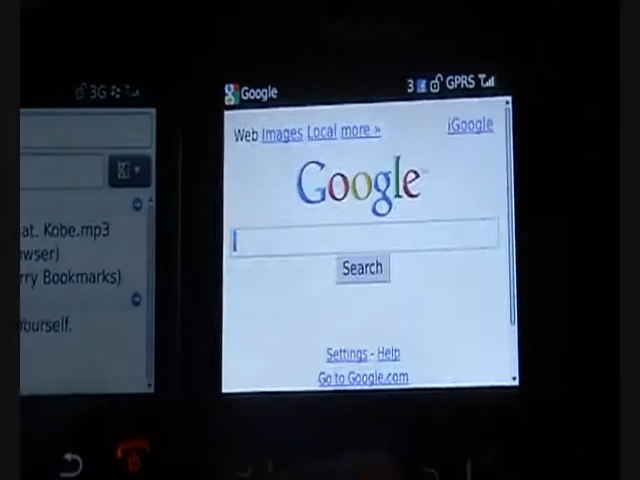 3G
at. Kobe.mp3
wser)
rry Bookmarks)
Yourself.
Google
3 GPRS
Web Images Local more »
iGoogle
Google
Search
Settings - Help
Go to Google.com